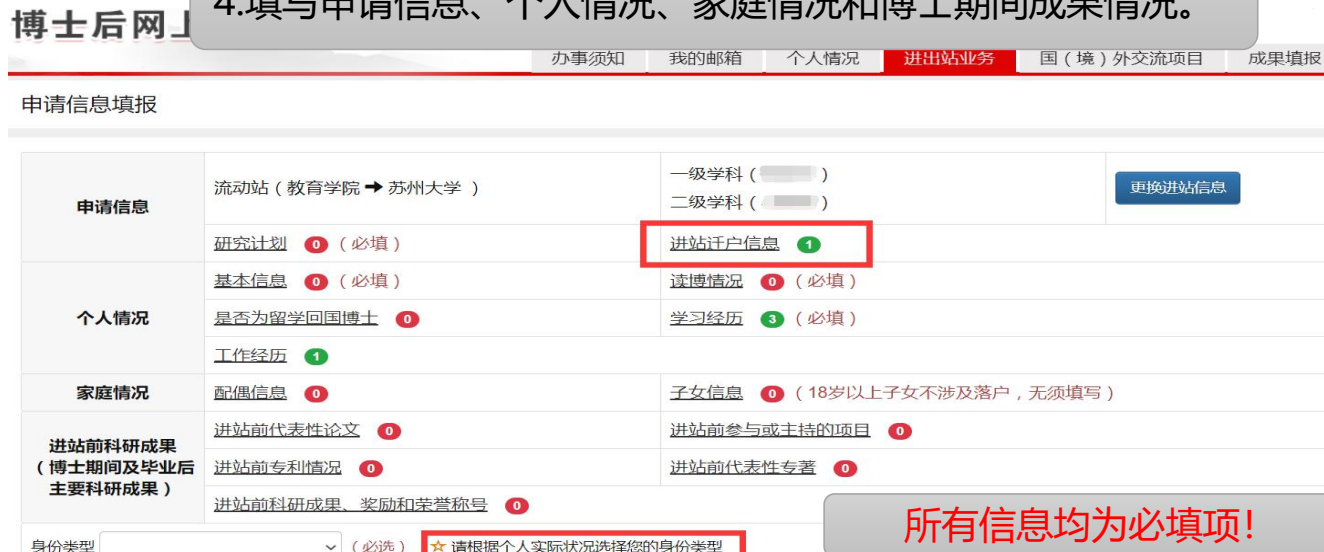 4.填写申请信息、个人情况、家庭情况和博士期间成果情况。
博士后网上
办事须知 我的邮箱 个人情况 进出站业务 国（境）外交流项目 成果填报
申请信息填报
申请信息
流动站（教育学院 ➜ 苏州大学 ）
一级学科（ ）
二级学科（ ）
更换进站信息
研究计划 0 （必填） 进站迁户信息 1
个人情况
基本信息 0 （必填） 读博情况 0 （必填）
是否为留学回国博士 0 学习经历 3 （必填）
工作经历 1
家庭情况
配偶信息 0 子女信息 0 （18岁以上子女不涉及落户，无须填写）
进站前科研成果
（博士期间及毕业后
主要科研成果）
进站前代表性论文 0 进站前参与或主持的项目 0
进站前专利情况 0 进站前代表性专著 0
进站前科研成果、奖励和荣誉称号 0
所有信息均为必填项!
身份类型 （必选） ☆ 请根据个人实际状况选择您的身份类型